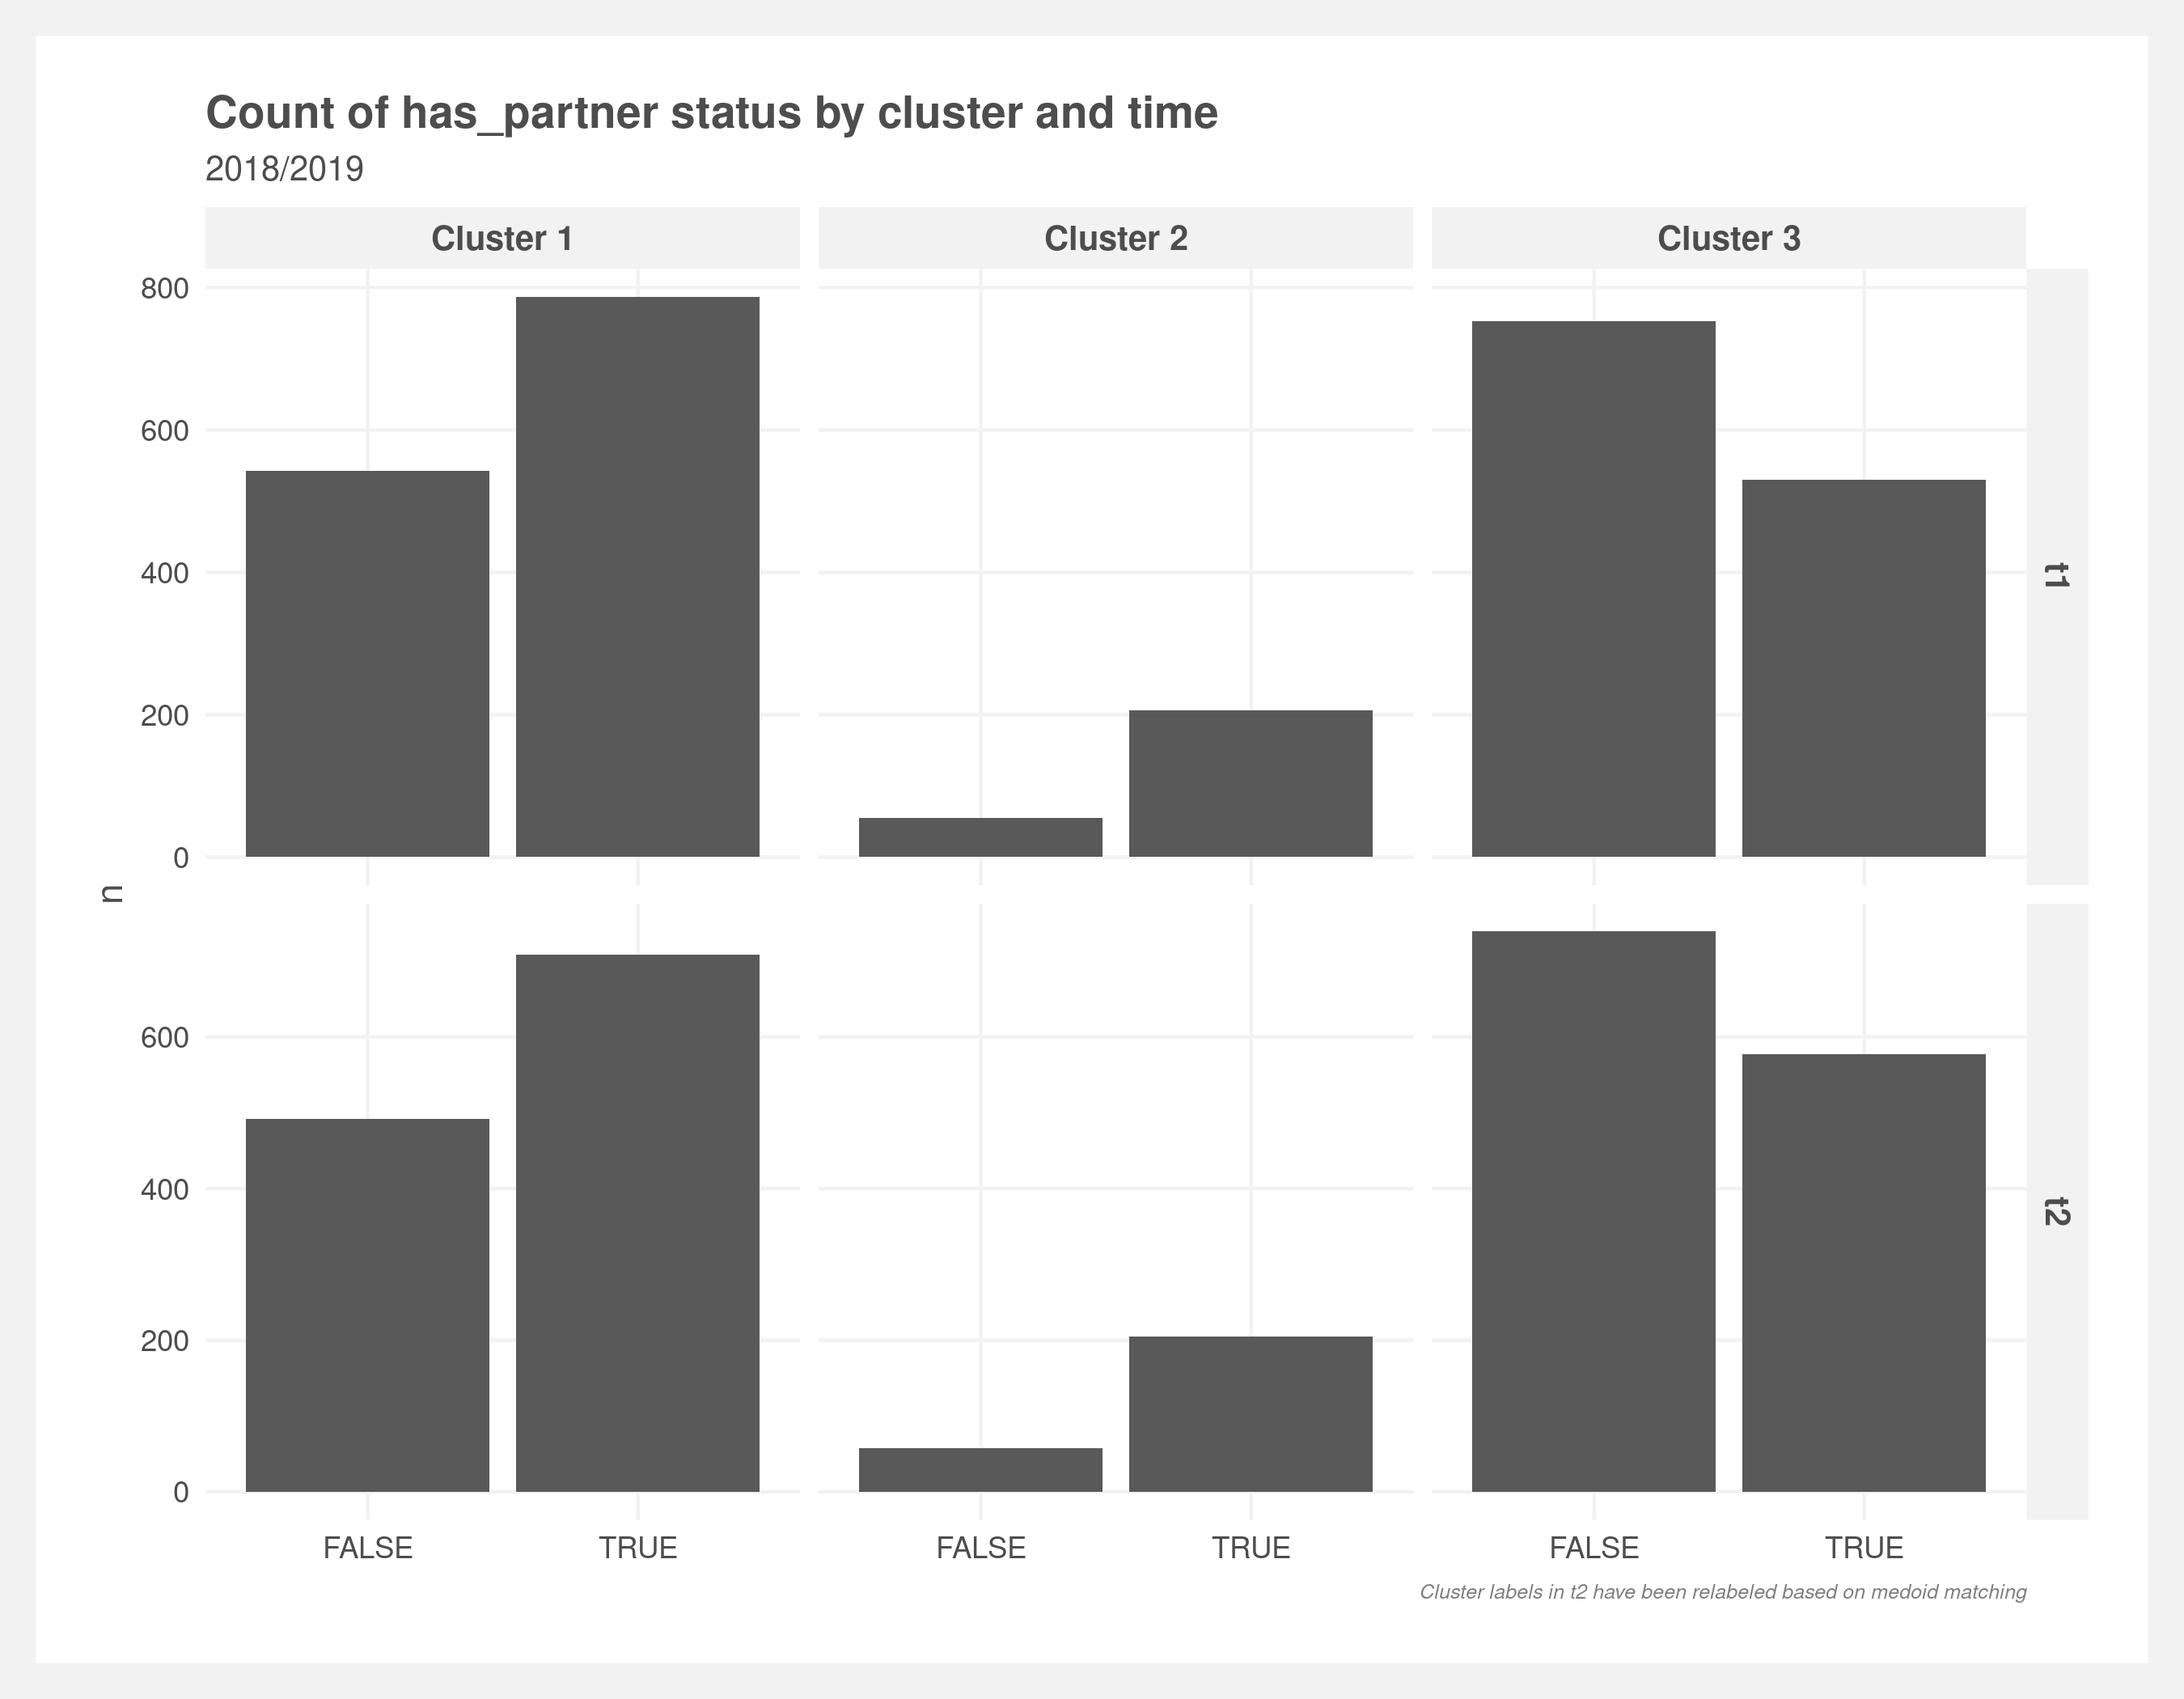 Count of has_partner status by cluster and time
2018/2019
Cluster 1
Cluster 2
Cluster 3
800
600
400
200
0
t1
n
600
400
200
0
t2
FALSE
TRUE
FALSE
TRUE
FALSE
TRUE
Cluster labels in t2 have been relabeled based on medoid matching